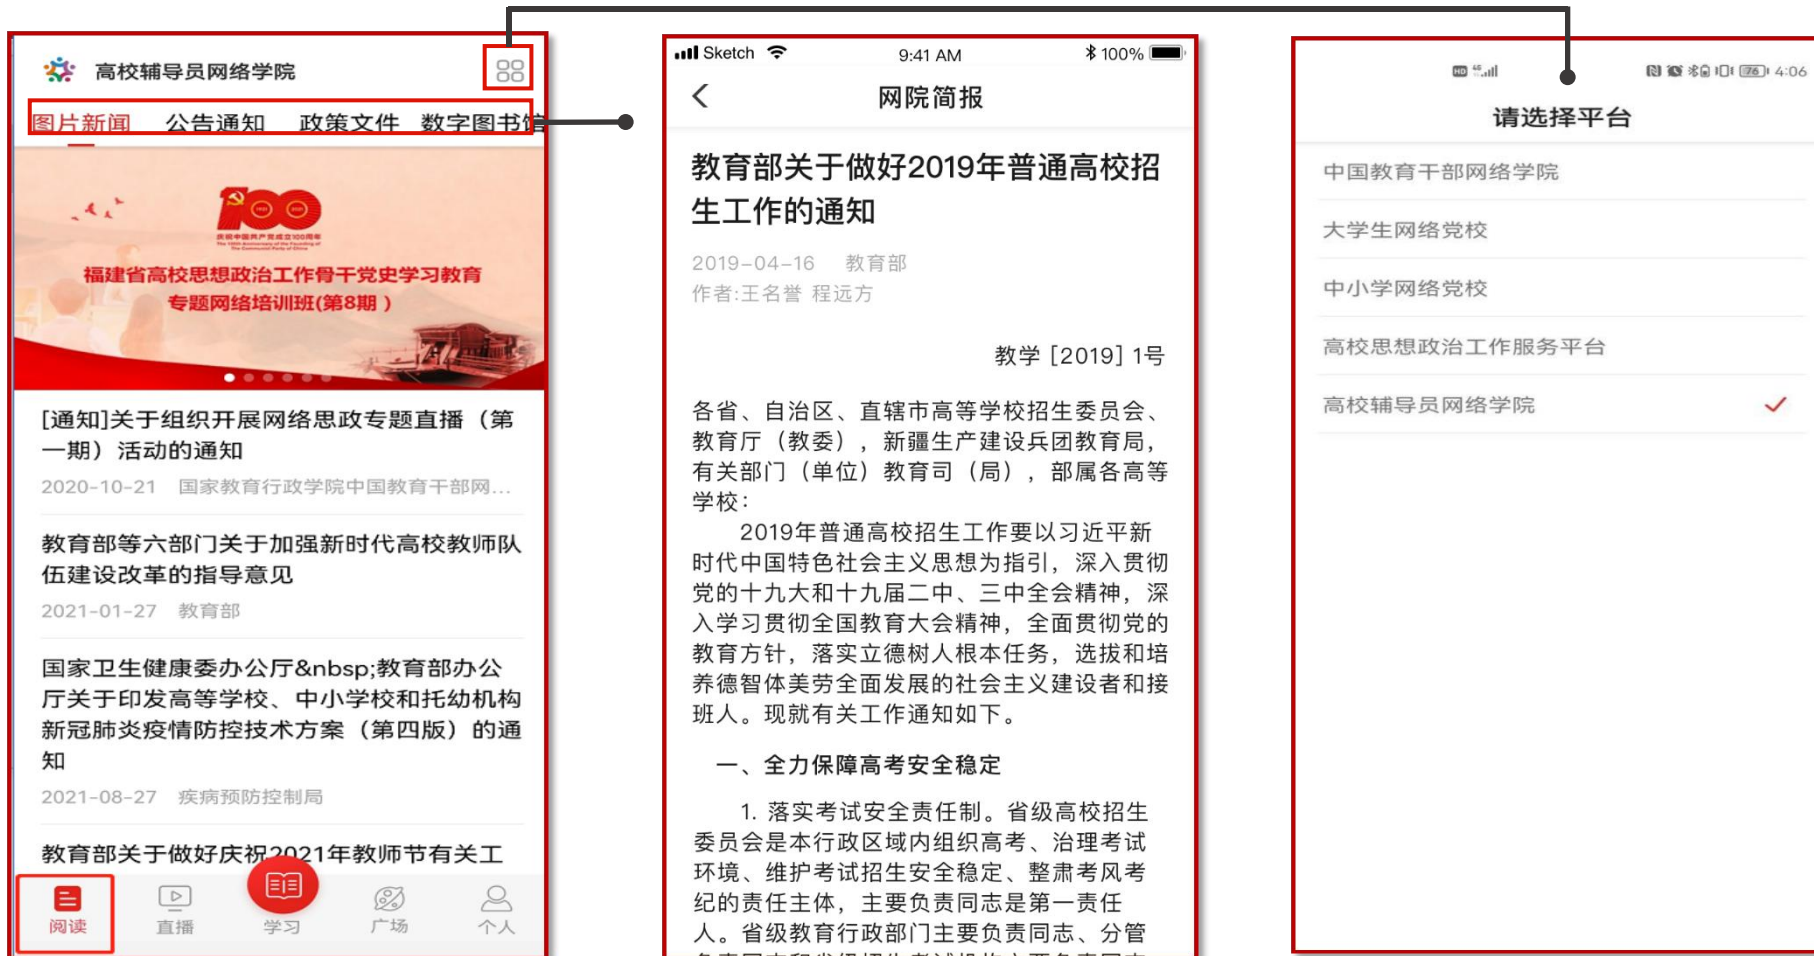 高校辅导员网络学院
图片新闻 公告通知 政策文件 数字图书馆
庆祝中国共产党成立100周年
The 100th Anniversary of the Founding of
The Communist Party of China
福建省高校思想政治工作骨干党史学习教育
专题网络培训班(第8期)
[通知]关于组织开展网络思政专题直播（第
一期）活动的通知
2020-10-21 国家教育行政学院中国教育干部网...
教育部等六部门关于加强新时代高校教师队
伍建设改革的指导意见
2021-01-27 教育部
国家卫生健康委办公厅&nbsp;教育部办公
厅关于印发高等学校、中小学校和托幼机构
新冠肺炎疫情防控技术方案（第四版）的通
知
2021-08-27 疾病预防控制局
教育部关于做好庆祝2021年教师节有关工
阅读 直播 学习 广场 个人
Sketch 9:41 AM 100%
网院简报
教育部关于做好2019年普通高校招
生工作的通知
2019-04-16 教育部
作者:王名誉 程远方
教学 [2019] 1号
各省、自治区、直辖市高等学校招生委员会、
教育厅（教委），新疆生产建设兵团教育局，
有关部门（单位）教育司（局），部属各高等
学校：
2019年普通高校招生工作要以习近平新
时代中国特色社会主义思想为指引，深入贯彻
党的十九大和十九届二中、三中全会精神，深
入学习贯彻全国教育大会精神，全面贯彻党的
教育方针，落实立德树人根本任务，选拔和培
养德智体美劳全面发展的社会主义建设者和接
班人。现就有关工作通知如下。
一、全力保障高考安全稳定
1. 落实考试安全责任制。省级高校招生
委员会是本行政区域内组织高考、治理考试
环境、维护考试招生安全稳定、整肃考风考
纪的责任主体，主要负责同志是第一责任
人。省级教育行政部门主要负责同志、分管
HD 76 4:06
请选择平台
中国教育干部网络学院
大学生网络党校
中小学网络党校
高校思想政治工作服务平台
高校辅导员网络学院